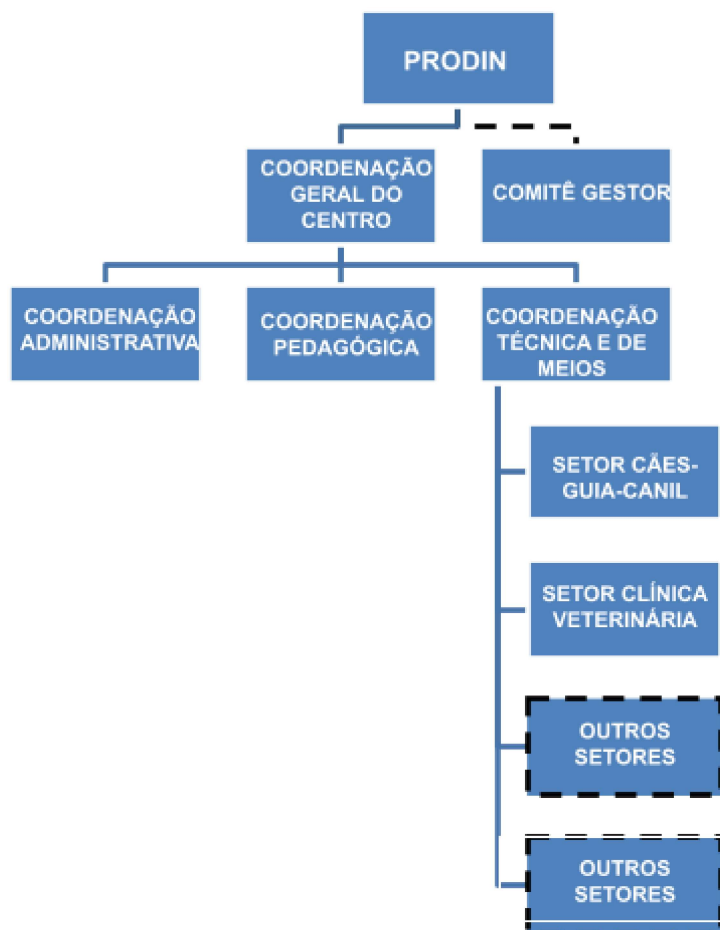 PRODIN
COORDENAÇÃO
GERAL DO
CENTRO
COMITÊ GESTOR
COORDENAÇÃO
ADMINISTRATIVA
COORDENAÇÃO
PEDAGÓGICA
COORDENAÇÃO
TÉCNICA E DE
MEIOS
SETOR CÃES-
GUIA-CANIL
SETOR CLÍNICA
VETERINÁRIA
OUTROS
SETORES
OUTROS
SETORES